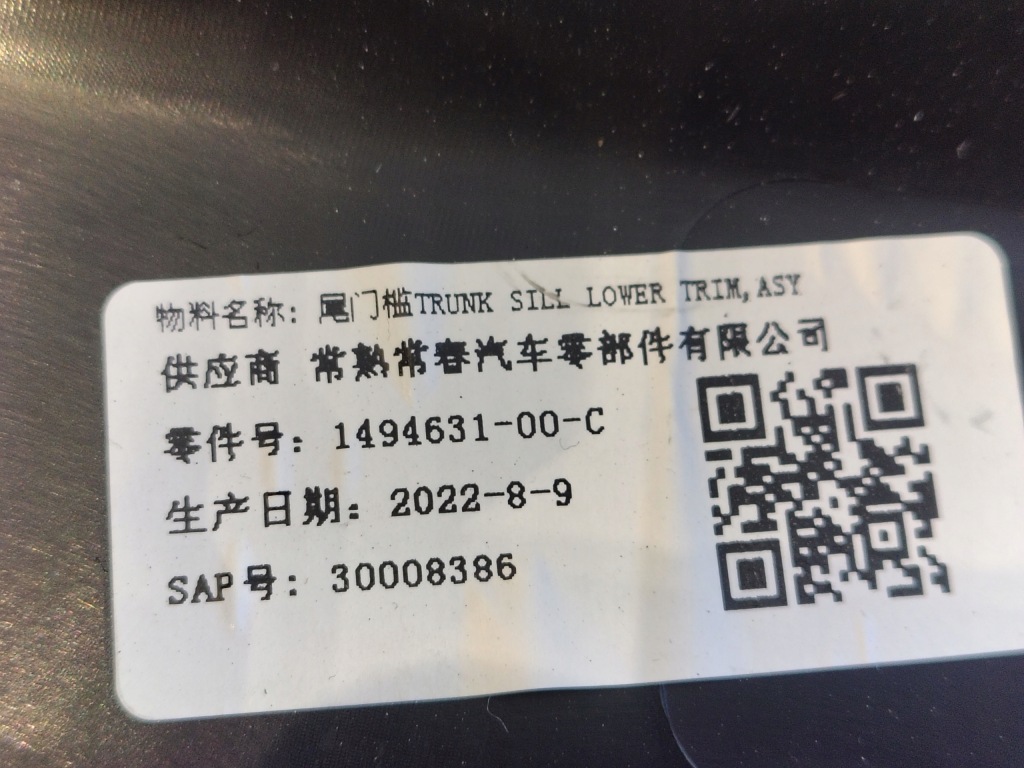 物料名称: 尾门槛TRUNK SILL LOWER TRIM,ASY
供应商 常熟常春汽车零部件有限公司
零件号: 1494631-00-C
生产日期: 2022-8-9
SAP号: 30008386